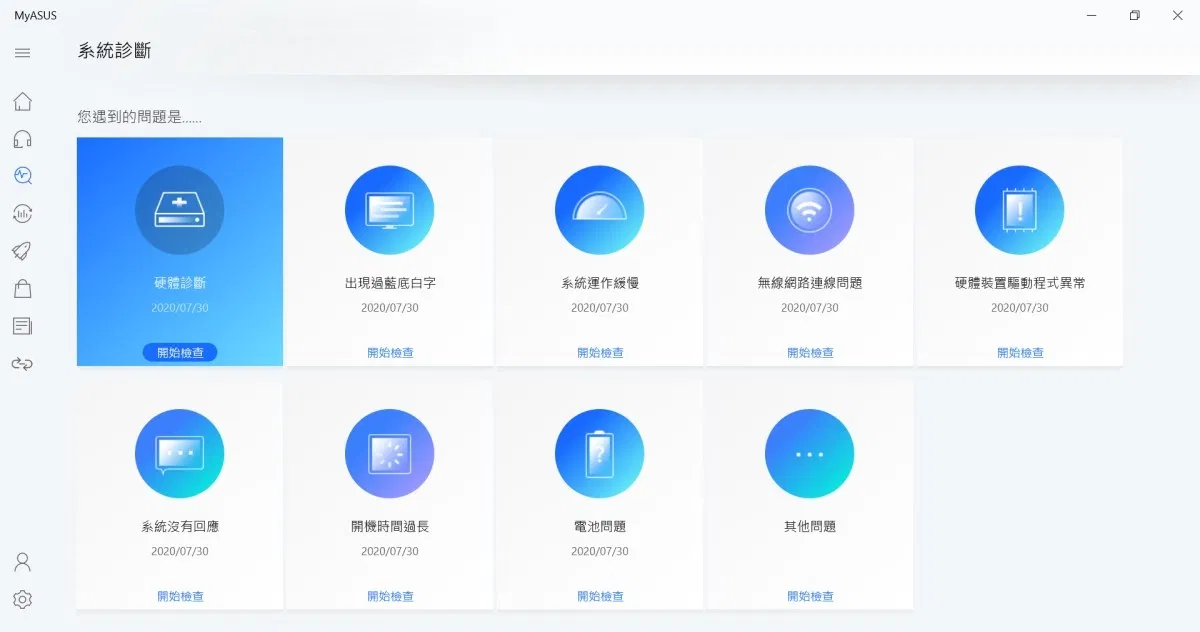 MyASUS
系統診斷
您遇到的問題是......
硬體診斷
2020/07/30
開始檢查
出現過藍底白字
2020/07/30
開始檢查
系統運作緩慢
2020/07/30
開始檢查
無線網路連線問題
2020/07/30
開始檢查
硬體裝置驅動程式異常
2020/07/30
開始檢查
系統沒有回應
2020/07/30
開始檢查
開機時間過長
2020/07/30
開始檢查
電池問題
2020/07/30
開始檢查
其他問題
開始檢查